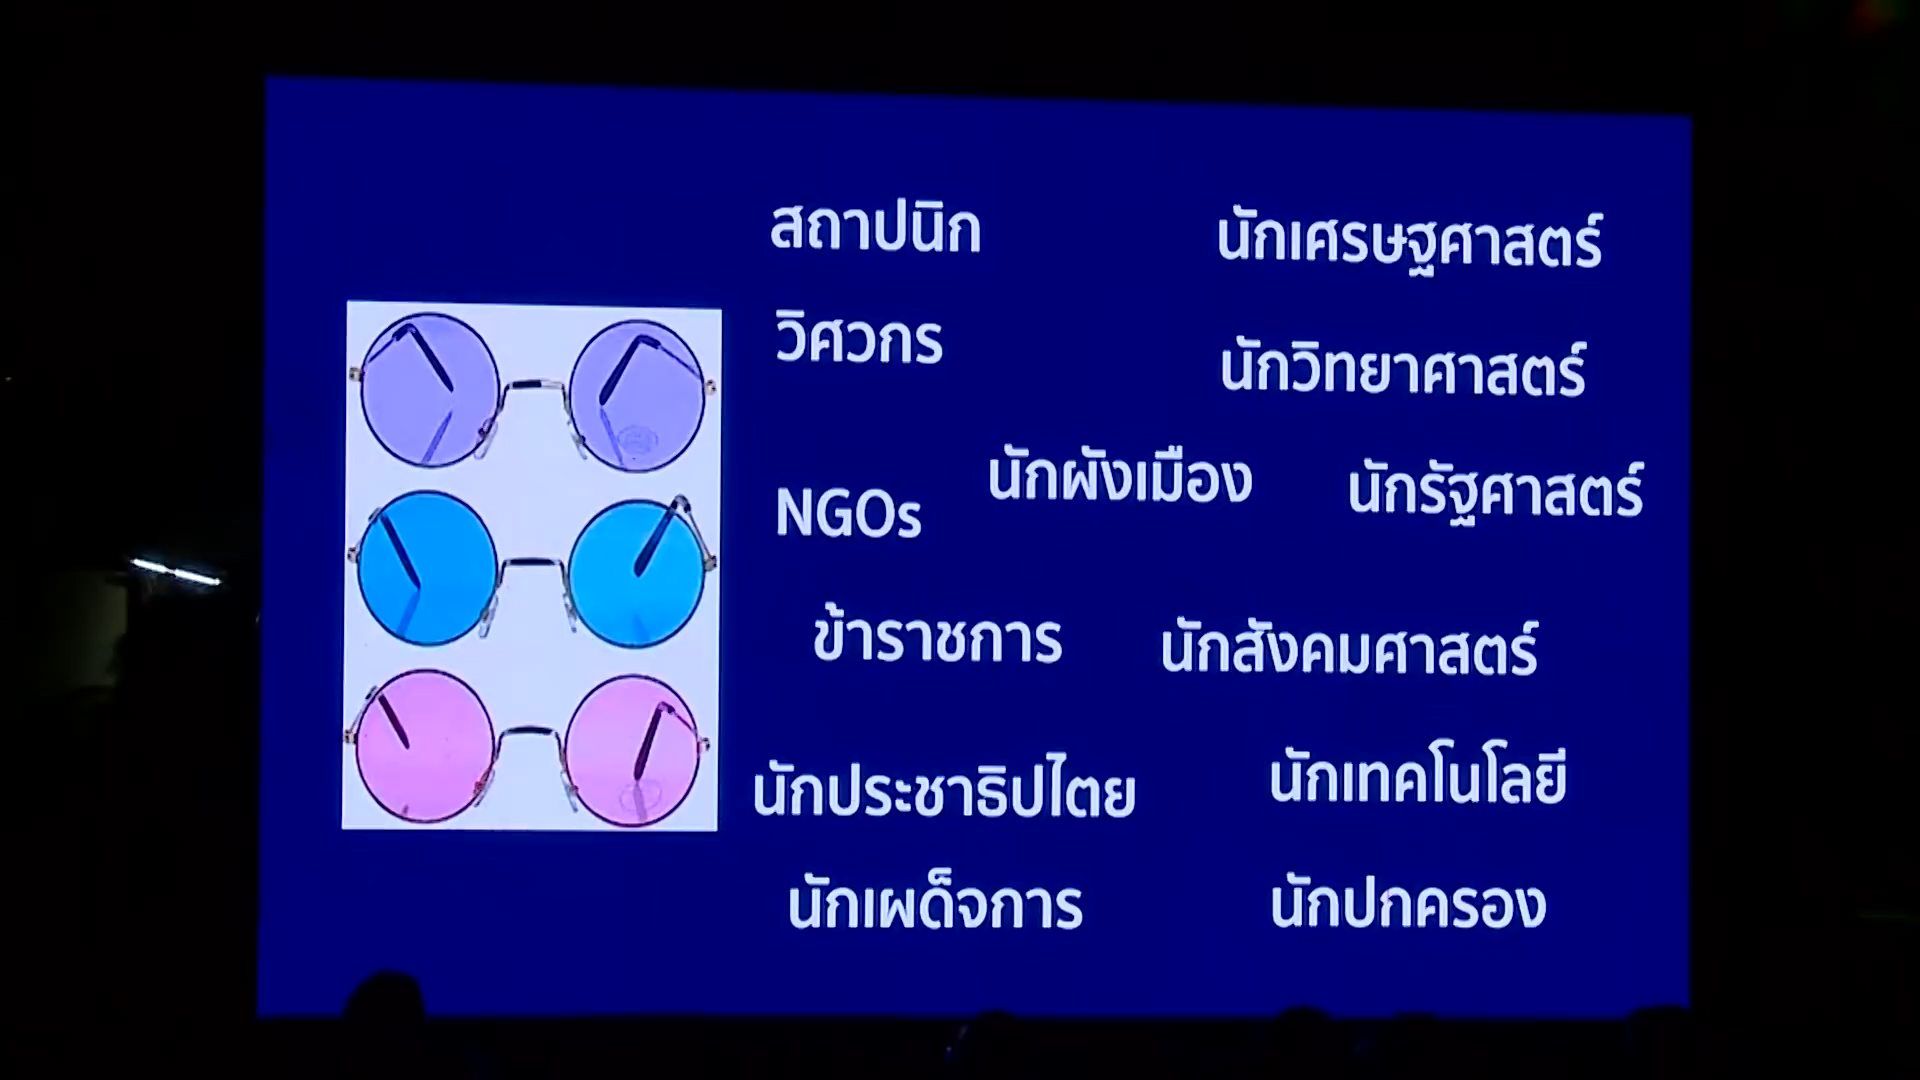 สถาปนิก
นักเศรษฐศาสตร์
วิศวกร
นักวิทยาศาสตร์
นักผังเมือง
นักรัฐศาสตร์
NGOs
ข้าราชการ
นักสังคมศาสตร์
นักประชาธิปไตย
นักเทคโนโลยี
นักเผด็จการ
นักปกครอง